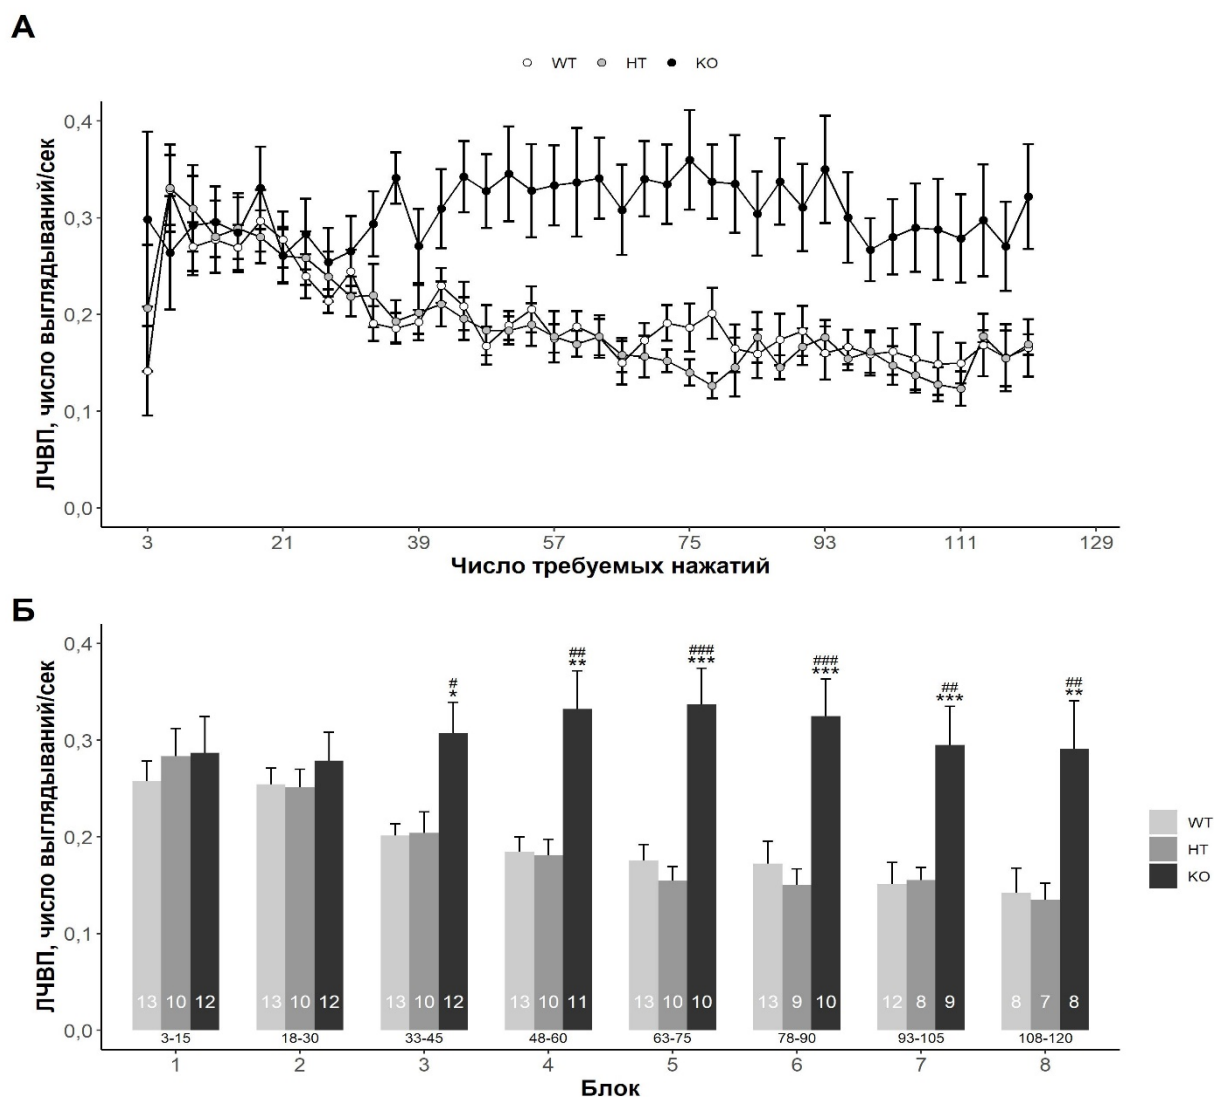 А
WT HT KO
ЛЧВП, число выглядываний/сек
0,4
0,3
0,2
0,1
0,0
3 21 39 57 75 93 111 129
Число требуемых нажатий
Б
ЛЧВП, число выглядываний/сек
0,4
0,3
0,2
0,1
0,0
# ## ### ### ## ##
* ** *** *** *** **
WT
HT
KO
13 10 12 13 10 12 13 10 12 13 10 11 13 10 10 13 9 10 12 8 9 8 7 8
3-15 18-30 33-45 48-60 63-75 78-90 93-105 108-120
1 2 3 4 5 6 7 8
Блок